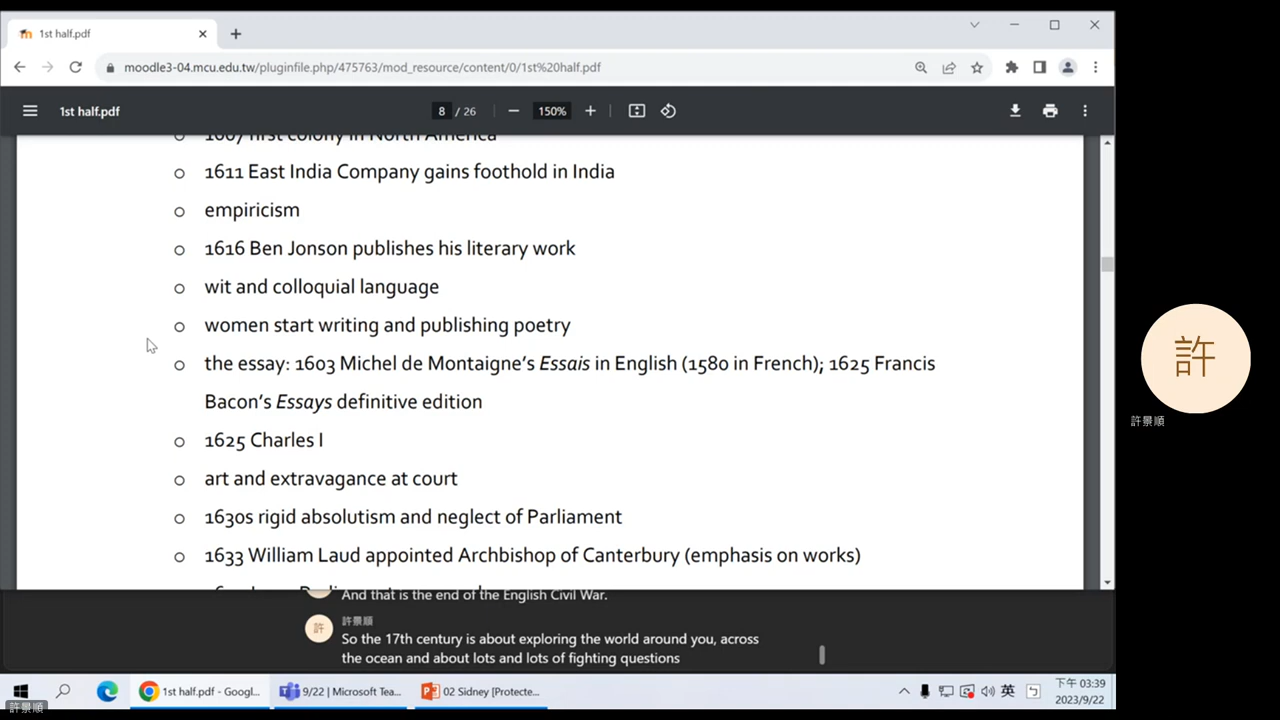 1st half.pdf
moodle3-04.mcu.edu.tw/pluginfile.php/475763/mod_resource/content/0/1st%20half.pdf
1st half.pdf
8 / 26
150%
1607 first colony in North America
1611 East India Company gains foothold in India
empiricism
1616 Ben Jonson publishes his literary work
wit and colloquial language
women start writing and publishing poetry
the essay: 1603 Michel de Montaigne's Essais in English (1580 in French); 1625 Francis
Bacon's Essays definitive edition
1625 Charles I
art and extravagance at court
1630s rigid absolutism and neglect of Parliament
1633 William Laud appointed Archbishop of Canterbury (emphasis on works)
And that is the end of the English Civil War.
許 許景順
So the 17th century is about exploring the world around you, across
the ocean and about lots and lots of fighting questions
許
許景順
1st half.pdf - Googl...
9/22 | Microsoft Tea...
02 Sidney [Protecte...
英
下午 03:39
2023/9/22
許景順